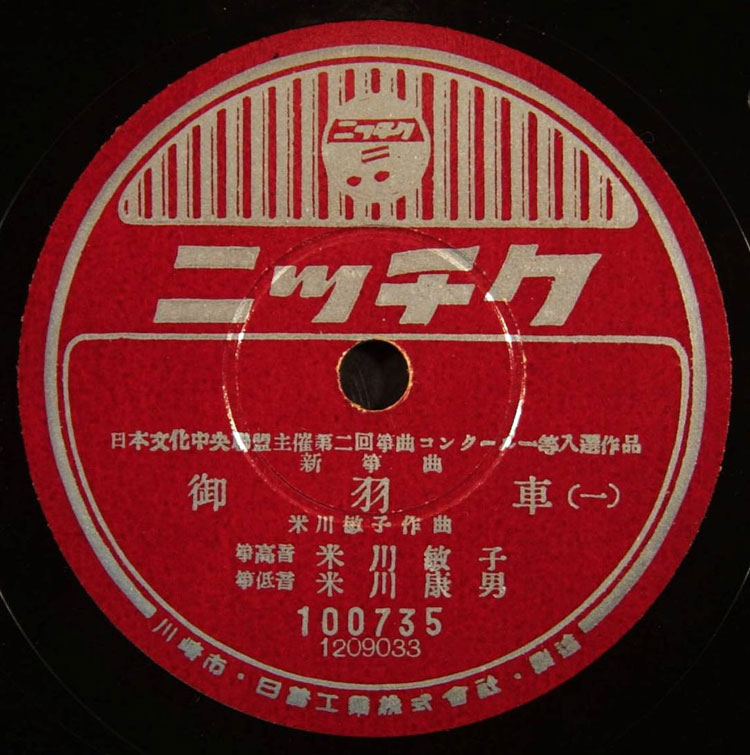 ニッチク
ニッチク
日本文化中央聯盟主催第二回箏曲コンクール一等入選作品
新箏曲
御羽車(一)
米川敏子作曲
箏高音 米川敏子
箏低音 米川康男
100735
1209033
川崎市・日蓄工業株式会社・製造